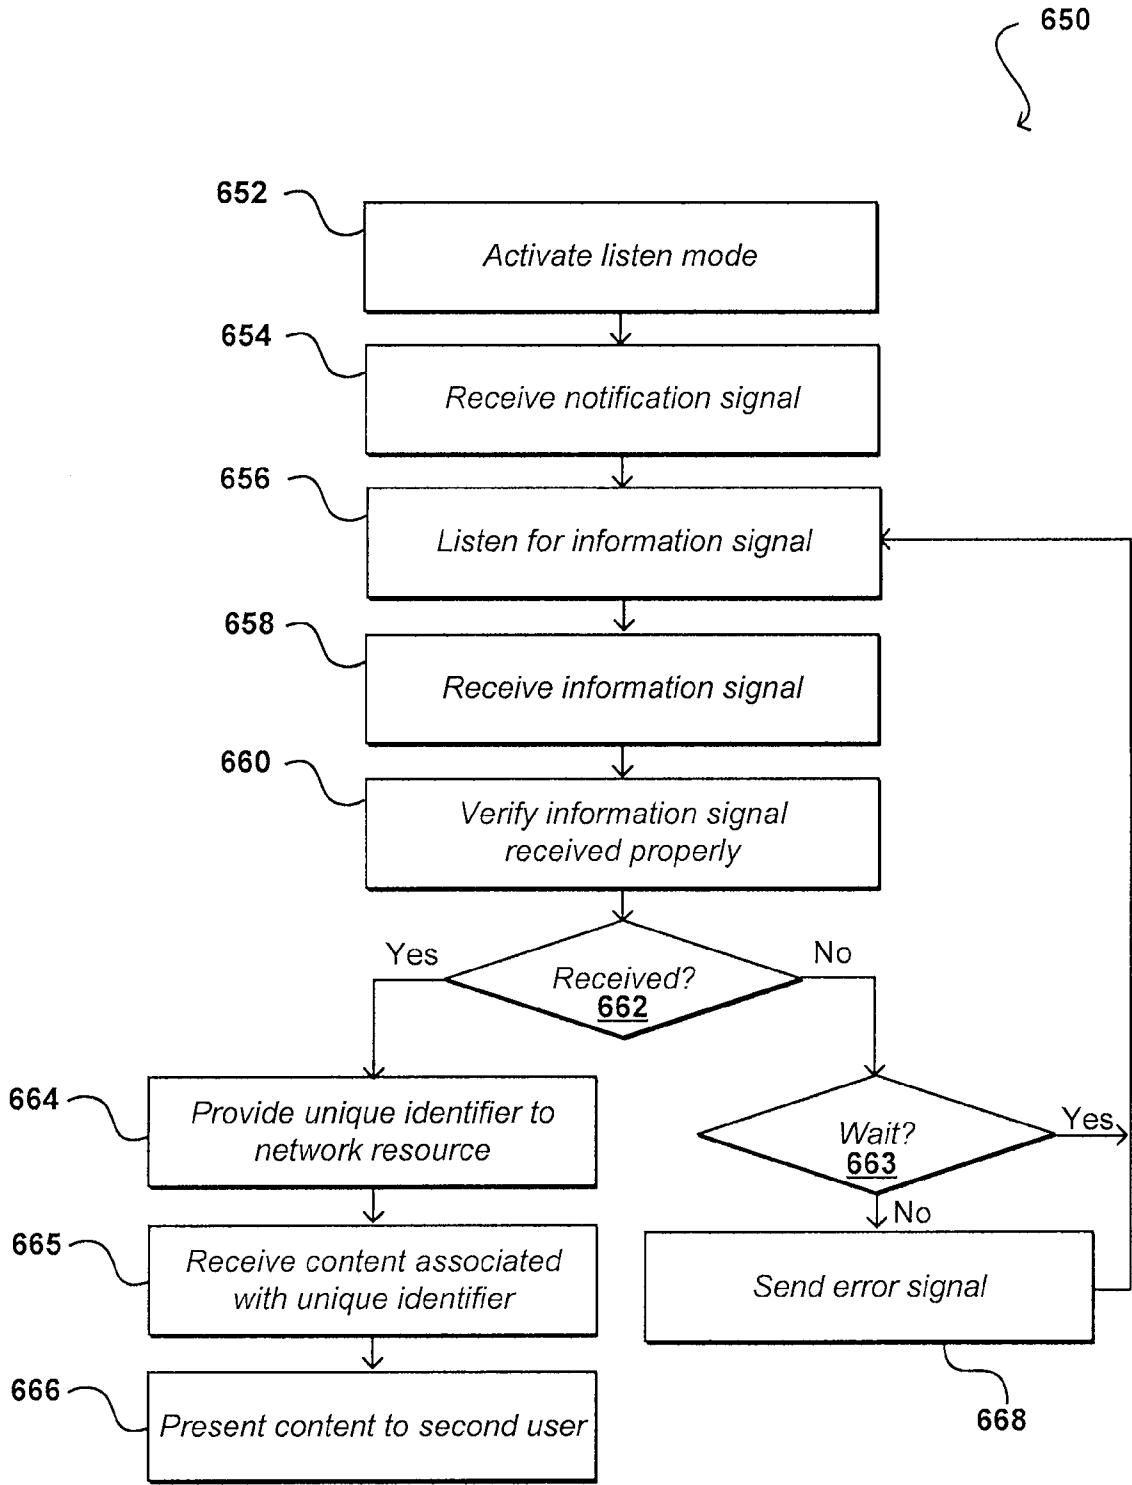 650
652
Activate listen mode
654
Receive notification signal
656
Listen for information signal
658
Receive information signal
660
Verify information signal
received properly
Yes
Received?
662
No
664
Provide unique identifier to
network resource
Wait?
663
Yes
No
665
Receive content associated
with unique identifier
Send error signal
668
666
Present content to second user